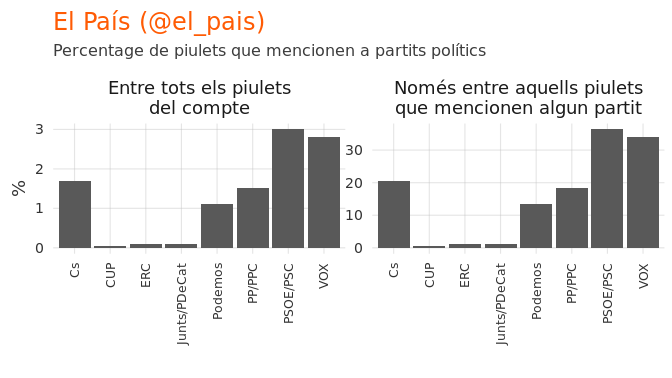 El País (@el_pais)
Percentage de piulets que mencionen a partits polítics
Entre tots els piulets
del compte
Només entre aquells piulets
que mencionen algun partit
%
3
2
1
0
30
20
10
0
Cs
CUP
ERC
Junts/PDeCat
Podemos
PP/PPC
PSOE/PSC
VOX
Cs
CUP
ERC
Junts/PDeCat
Podemos
PP/PPC
PSOE/PSC
VOX